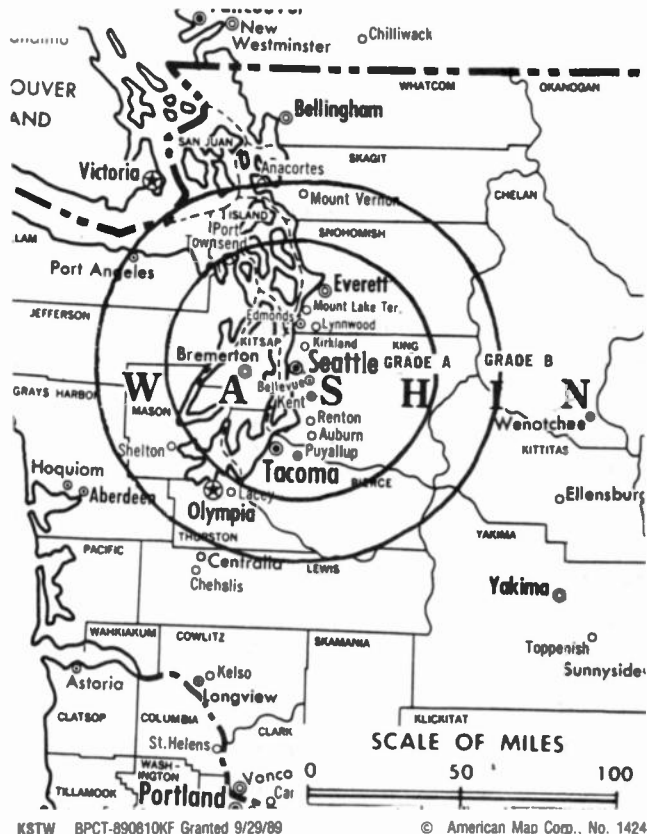 New
Westminster
Chilliwack
OUVER
AND
WHATCOM
OKANOGAN
Bellingham
SAN JUAN
SKAGIT
Victoria
Anacortes
CHELAN
Mount Vernon
ISLAND
Port
Townsend
SNOHOMISH
LAM
Port Angeles
Everett
JEFFERSON
Mount Lake Ter.
Edmonds
Lynnwood
KITSAP
Kirkland
KING
Bremerton
Seattle
GRADE A
GRADE B
Bellevue
W A S H I N
GRAYS HARBOR
MASON
Kent
Renton
Wenotchee
Auburn
KITTITAS
Shelton
Puyallup
Tacoma
Hoquiom
Aberdeen
PIERCE
Lacey
Olympia
Ellensburg
THURSTON
YAKIMA
PACIFIC
Centralia
LEWIS
Chehalis
Yakima
WAHKIAKUM
COWLITZ
SKAMANIA
Toppenish
Sunnyside
Astoria
Kelso
Longview
CLATSOP
COLUMBIA
CLARK
KLICKITAT
St. Helens
SCALE OF MILES
WASH-
INGTON
0 50 100
TILLAMOOK
Portland
Vanco
Car
KSTW BPCT-890810KF Granted 9/29/89
© American Map Corp., No. 1424